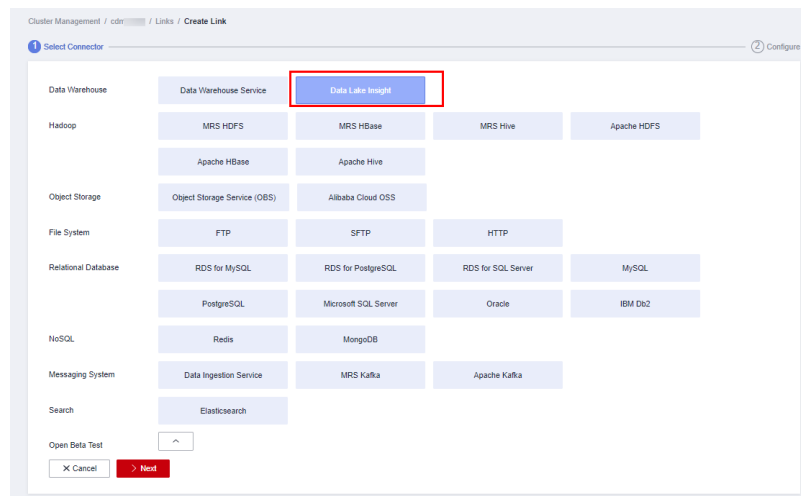 Cluster Management / cdm / Links / Create Link
1 Select Connector 2 Configure
Data Warehouse Data Warehouse Service Data Lake Insight
Hadoop MRS HDFS MRS HBase MRS Hive Apache HDFS
Apache HBase Apache Hive
Object Storage Object Storage Service (OBS) Alibaba Cloud OSS
File System FTP SFTP HTTP
Relational Database RDS for MySQL RDS for PostgreSQL RDS for SQL Server MySQL
PostgreSQL Microsoft SQL Server Oracle IBM Db2
NoSQL Redis MongoDB
Messaging System Data Ingestion Service MRS Kafka Apache Kafka
Search Elasticsearch
Open Beta Test
Cancel Next